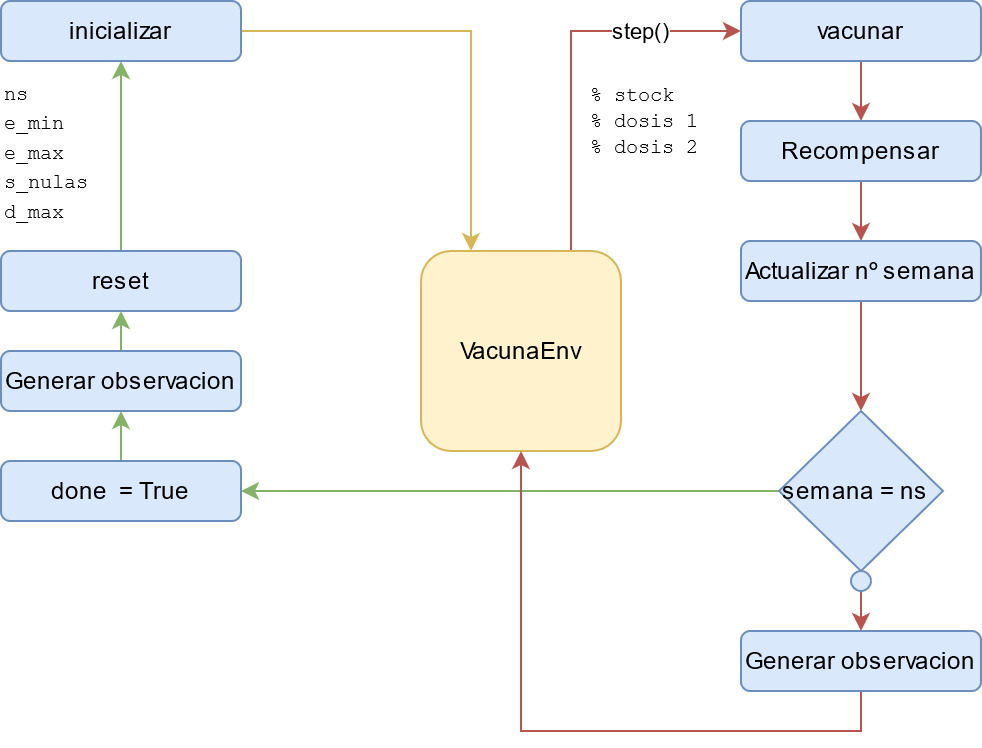 inicializar
step()
vacunar
ns
e_min
e_max
s_nulas
d_max
% stock
% dosis 1
% dosis 2
Recompensar
reset
Actualizar nº semana
VacunaEnv
Generar observacion
done = True
semana = ns
Generar observacion